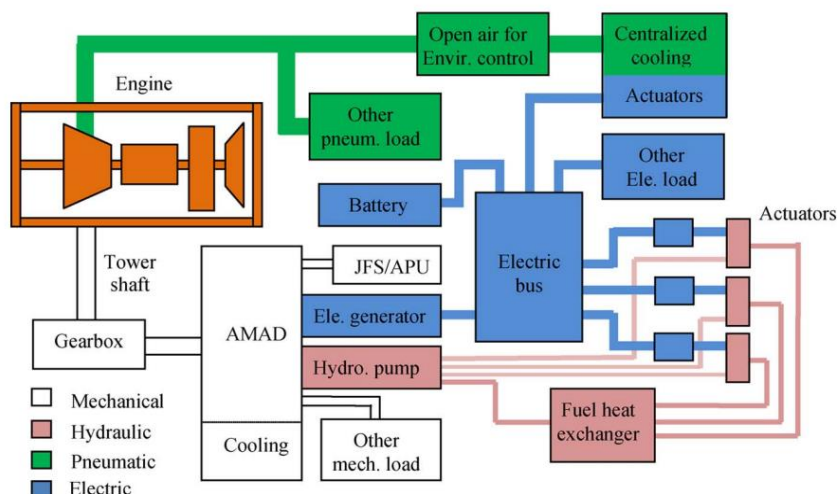 Open air for
Envir. control
Centralized
cooling
Engine
Actuators
Other
pneum. load
Other
Ele. load
Battery
Actuators
Tower
shaft
JFS/APU
Electric
bus
Ele. generator
Gearbox
AMAD
Hydro. pump
Mechanical
Hydraulic
Pneumatic
Electric
Cooling
Other
mech. load
Fuel heat
exchanger